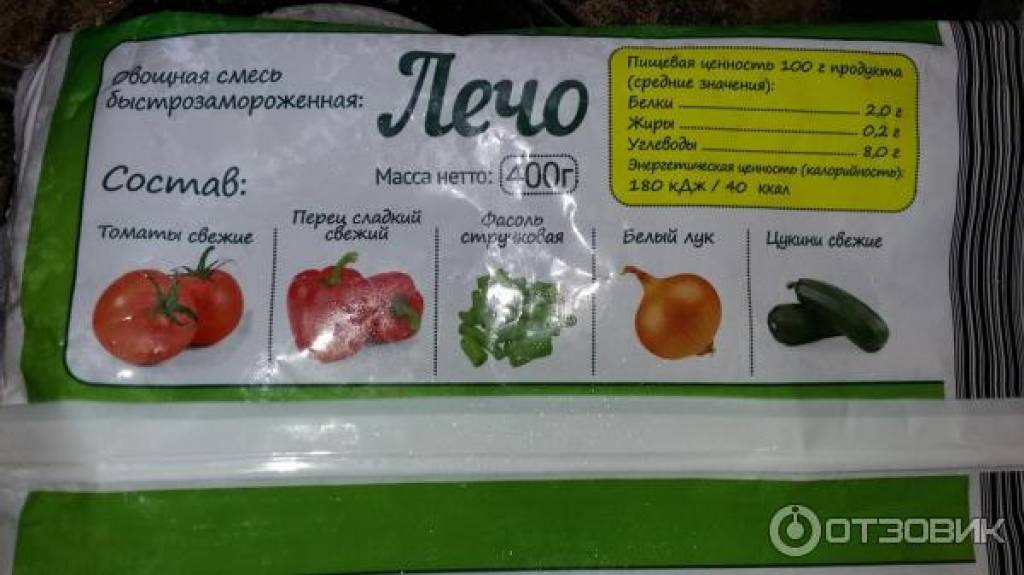 Овощная смесь
быстрозамороженная:
Лечо
Масса нетто: 400г
Пищевая ценность 100 г продукта
(средние значения):
Белки 2,0 г
Жиры 0,2 г
Углеводы 8,0 г
Энергетическая ценность (калорийность):
180 кДж / 40 ккал
Состав:
Томаты свежие
Перец сладкий
свежий
Фасоль
стручковая
Белый лук
Цукини свежие
ОТЗОВИК